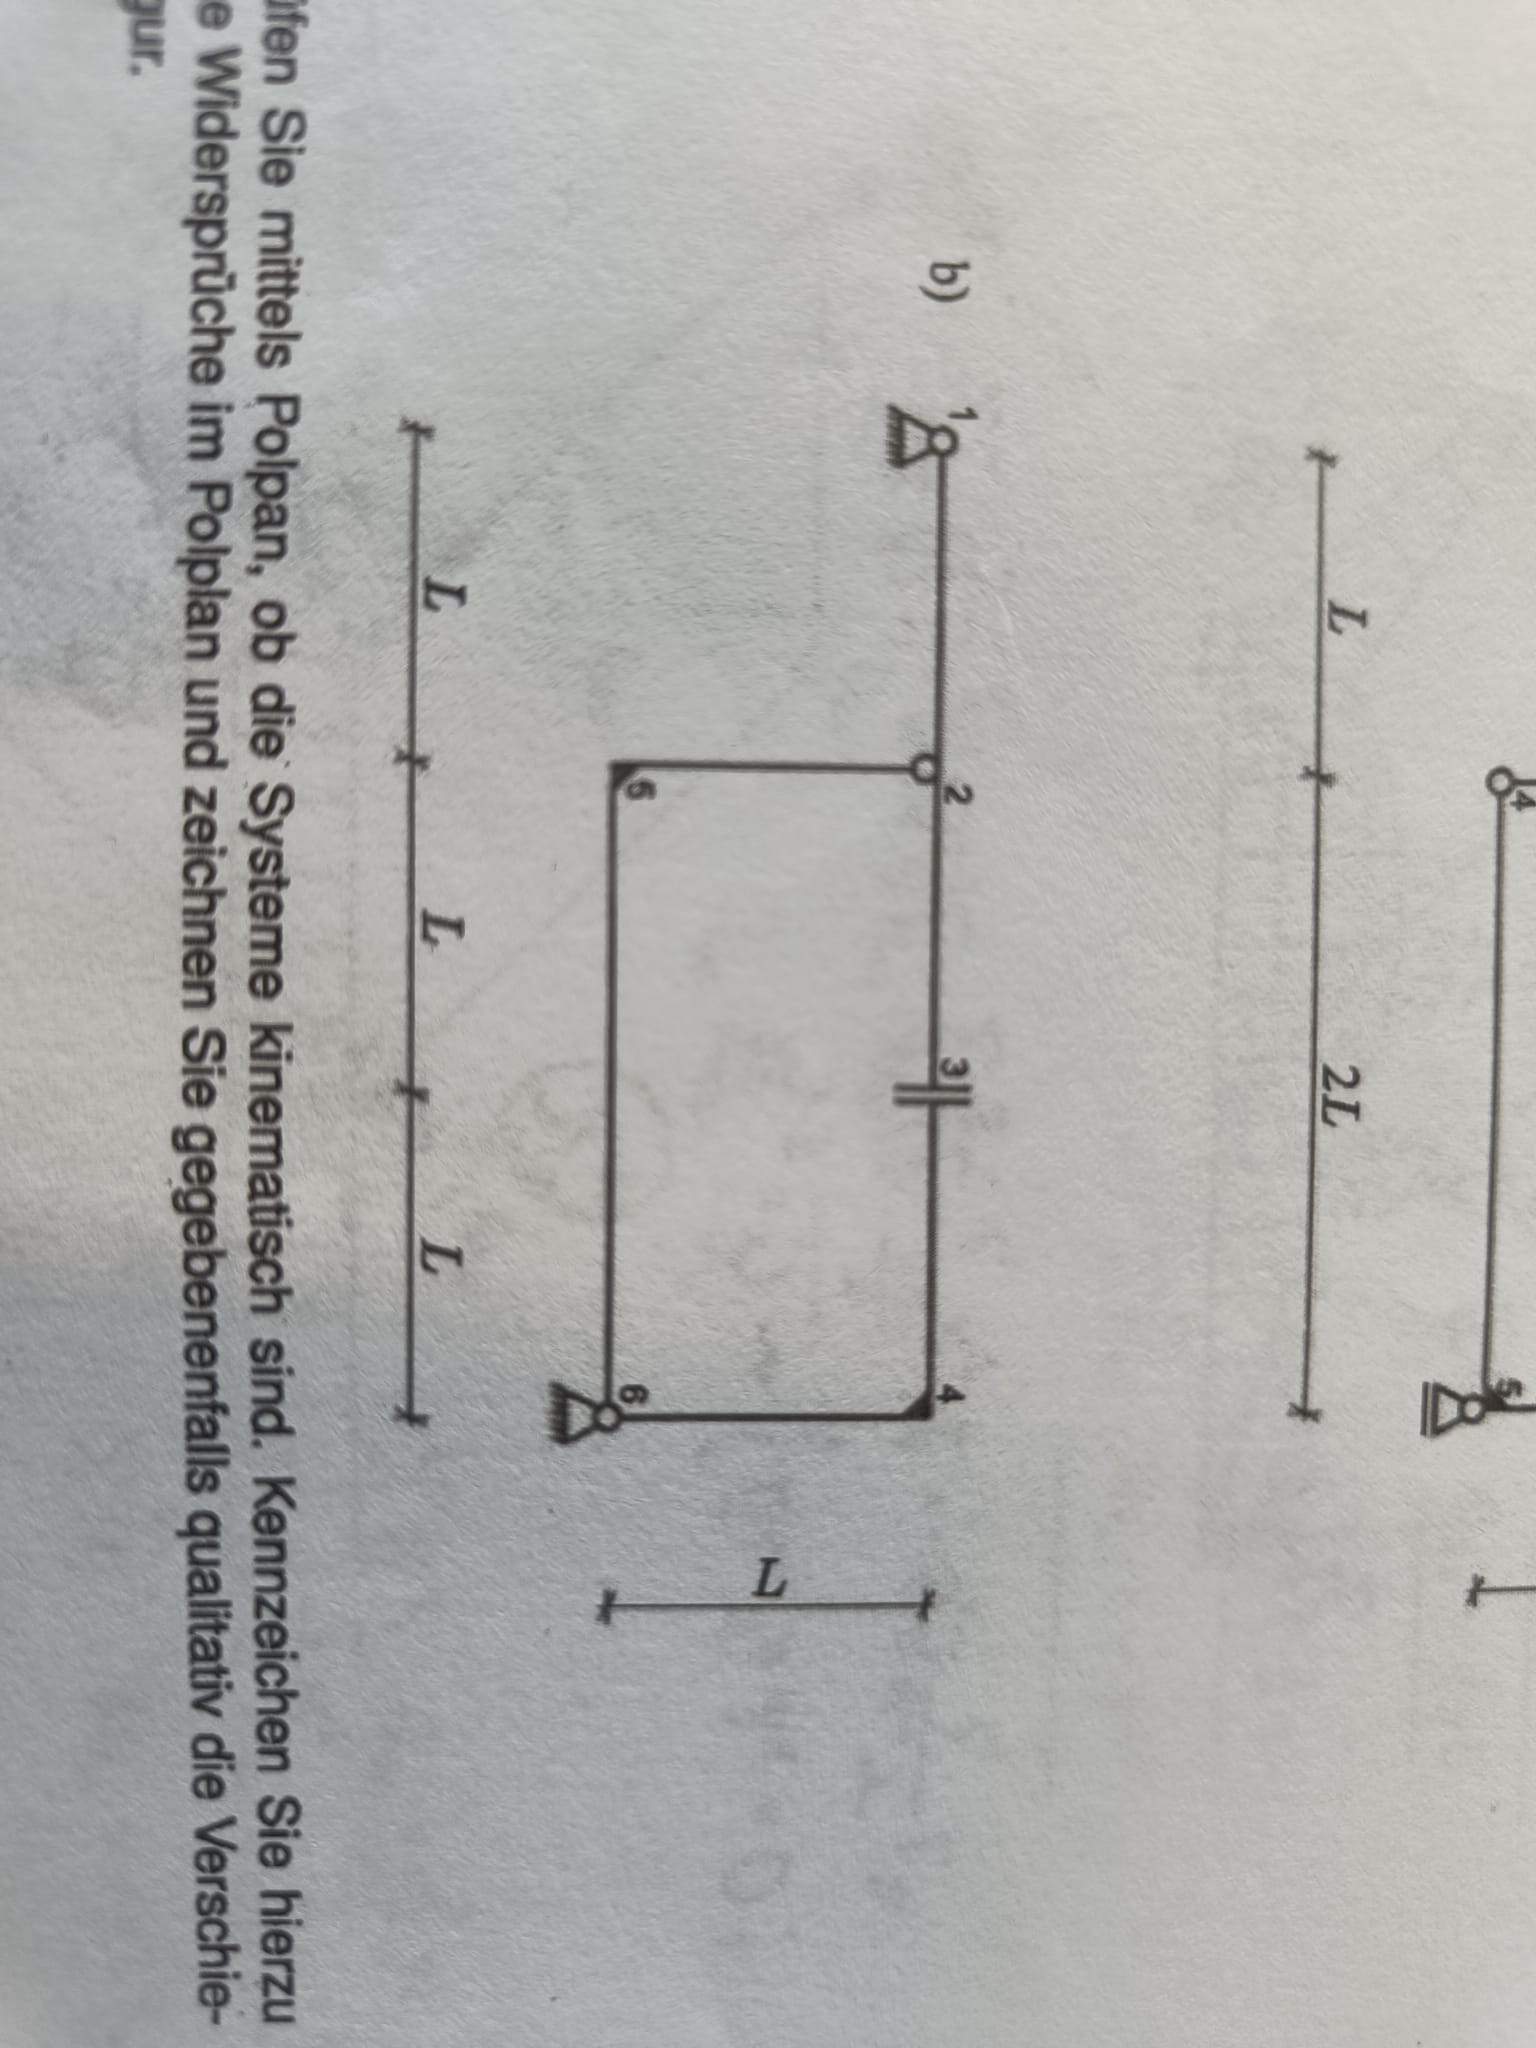 4 5
L 2L
b)
1 2 3 4
L
5 6
L L L
üfen Sie mittels Polpan, ob die Systeme kinematisch sind. Kennzeichen Sie hierzu
e Widersprüche im Polplan und zeichnen Sie gegebenenfalls qualitativ die Verschie-
gur.